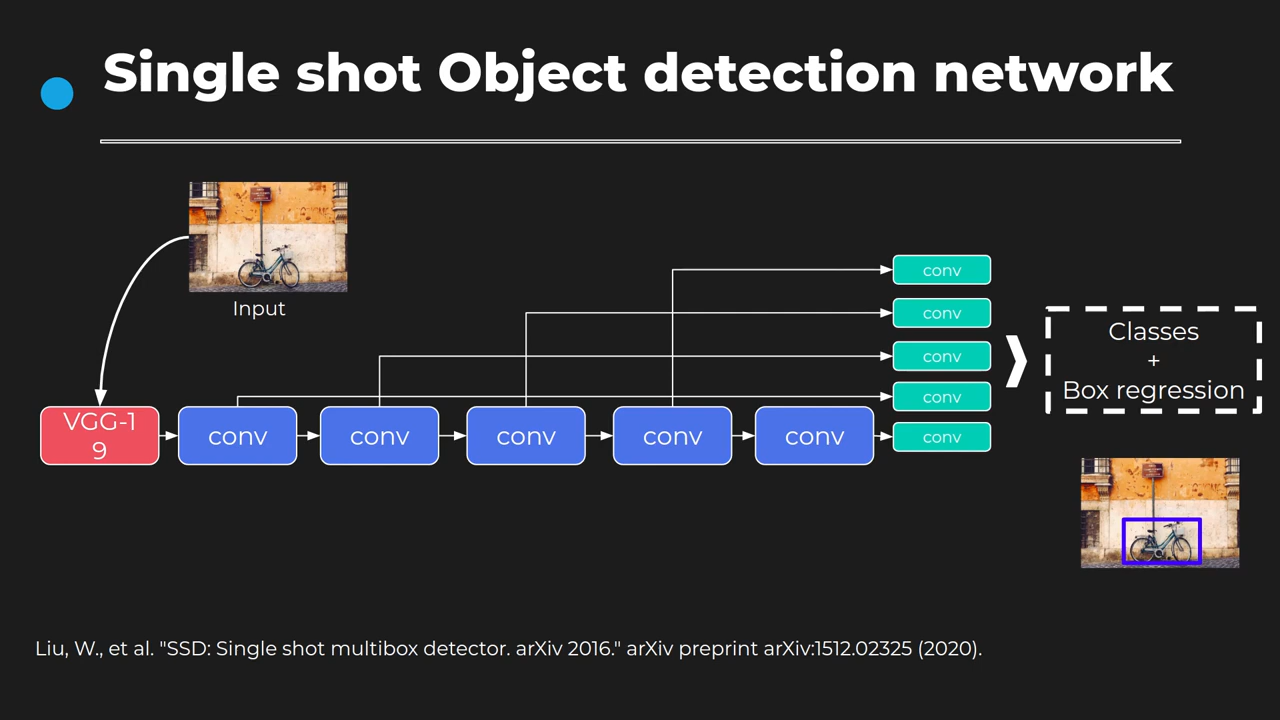 Single shot Object detection network
Input
VGG-1
9
conv
conv
conv
conv
conv
conv
conv
conv
conv
conv
Classes
+
Box regression
Liu, W., et al. "SSD: Single shot multibox detector. arXiv 2016." arXiv preprint arXiv:1512.02325 (2020).